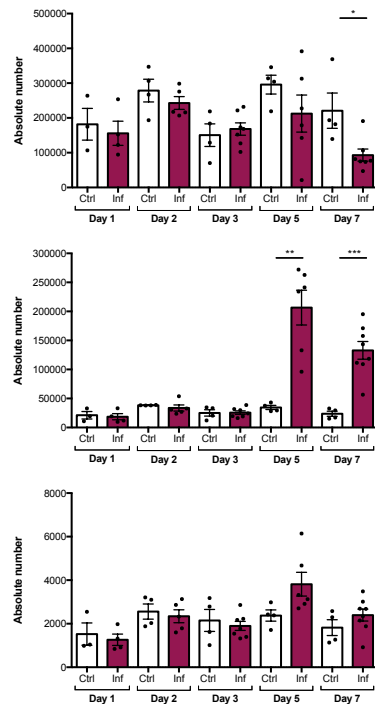 *
500000
400000
300000
200000
100000
0
Absolute number
Ctrl Inf Ctrl Inf Ctrl Inf Ctrl Inf Ctrl Inf
Day 1 Day 2 Day 3 Day 5 Day 7
** ***
300000
250000
200000
150000
100000
50000
0
Absolute number
Ctrl Inf Ctrl Inf Ctrl Inf Ctrl Inf Ctrl Inf
Day 1 Day 2 Day 3 Day 5 Day 7
8000
6000
4000
2000
0
Absolute number
Ctrl Inf Ctrl Inf Ctrl Inf Ctrl Inf Ctrl Inf
Day 1 Day 2 Day 3 Day 5 Day 7